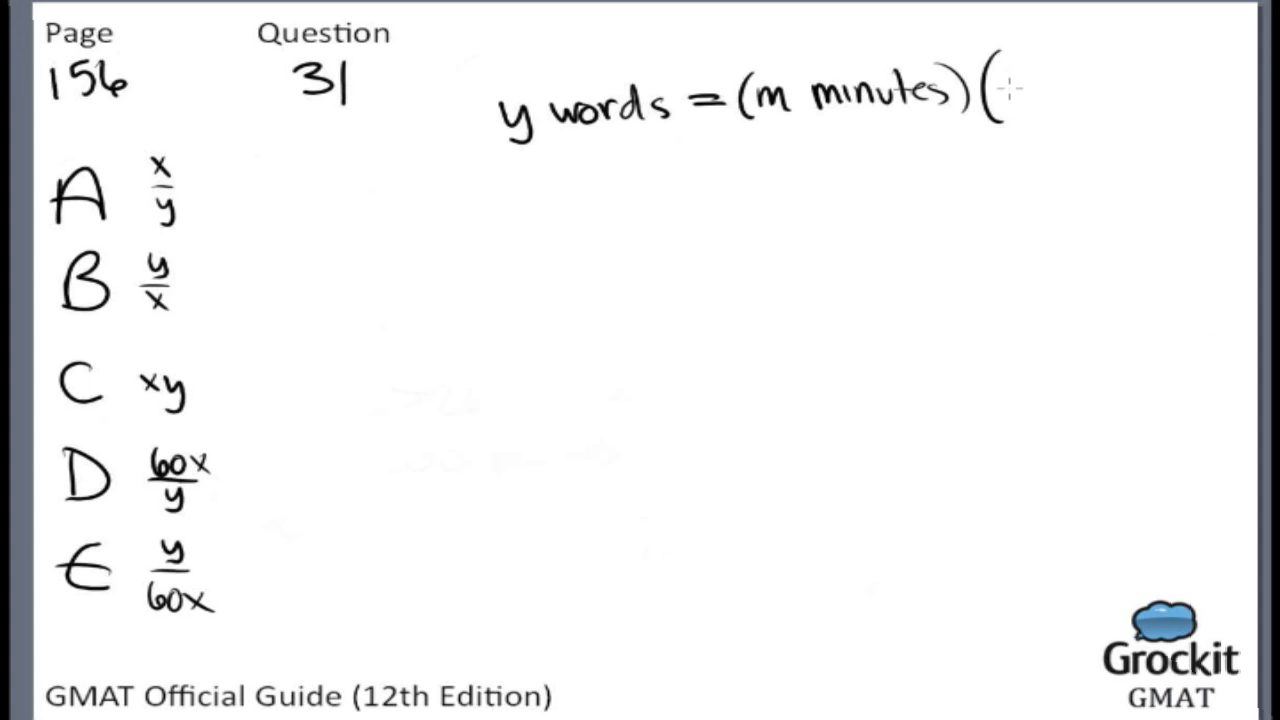 Page Question
156 31
y words = (m minutes)(
A x/y
B y/x
C xy
D 60x/y
E y/60x
Grockit
GMAT
GMAT Official Guide (12th Edition)